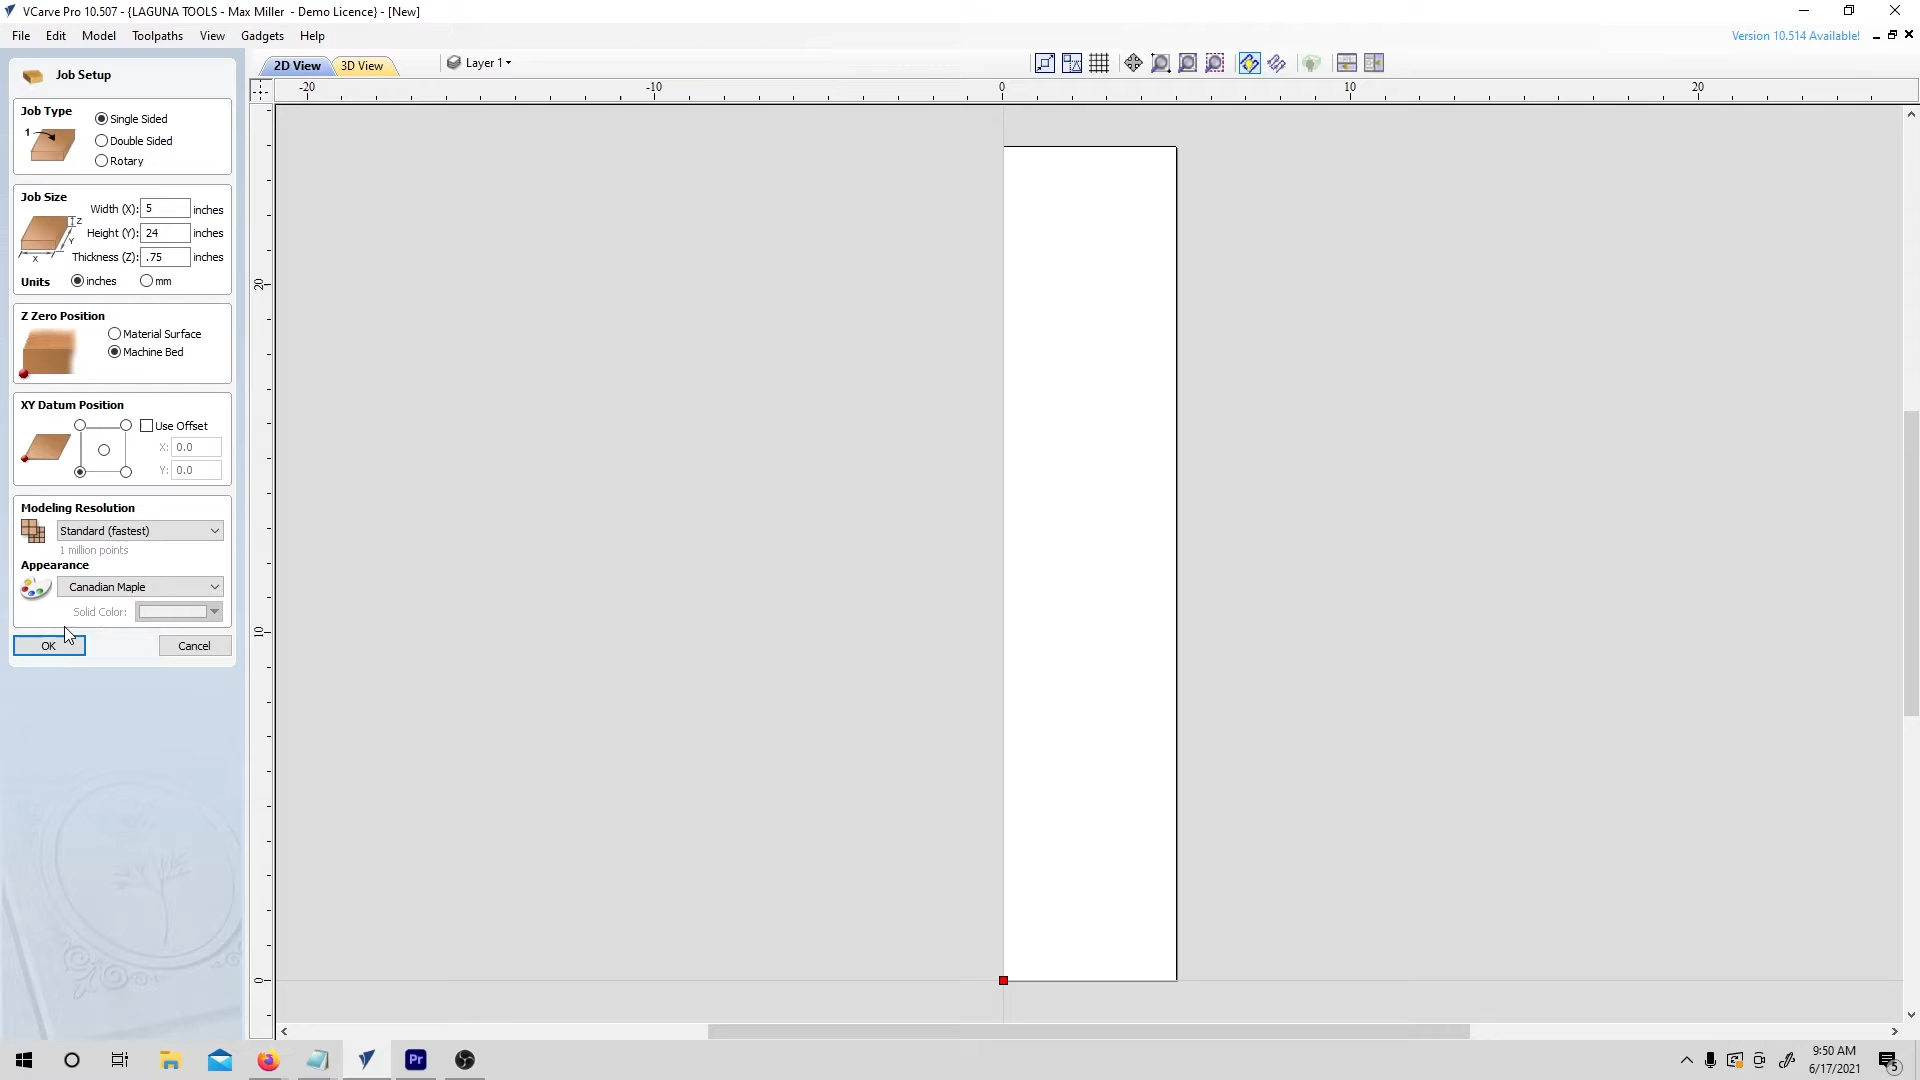 VCarve Pro 10.507 - {LAGUNA TOOLS - Max Miller  - Demo Licence} - [New]
File Edit Model Toolpaths View Gadgets Help
Version 10.514 Available!
Job Setup
2D View 3D View Layer 1
-20 -10 0 10 20
Job Type
1
Single Sided
Double Sided
Rotary
Job Size
Width (X): 5 inches
Z
Height (Y): 24 inches
Y
X
Thickness (Z): .75 inches
Units inches mm
20
Z Zero Position
Material Surface
Machine Bed
XY Datum Position
Use Offset
X: 0.0
Y: 0.0
Modeling Resolution
Standard (fastest)
1 million points
Appearance
Canadian Maple
Solid Color:
10
OK Cancel
0
Pr
9:50 AM
6/17/2021
5